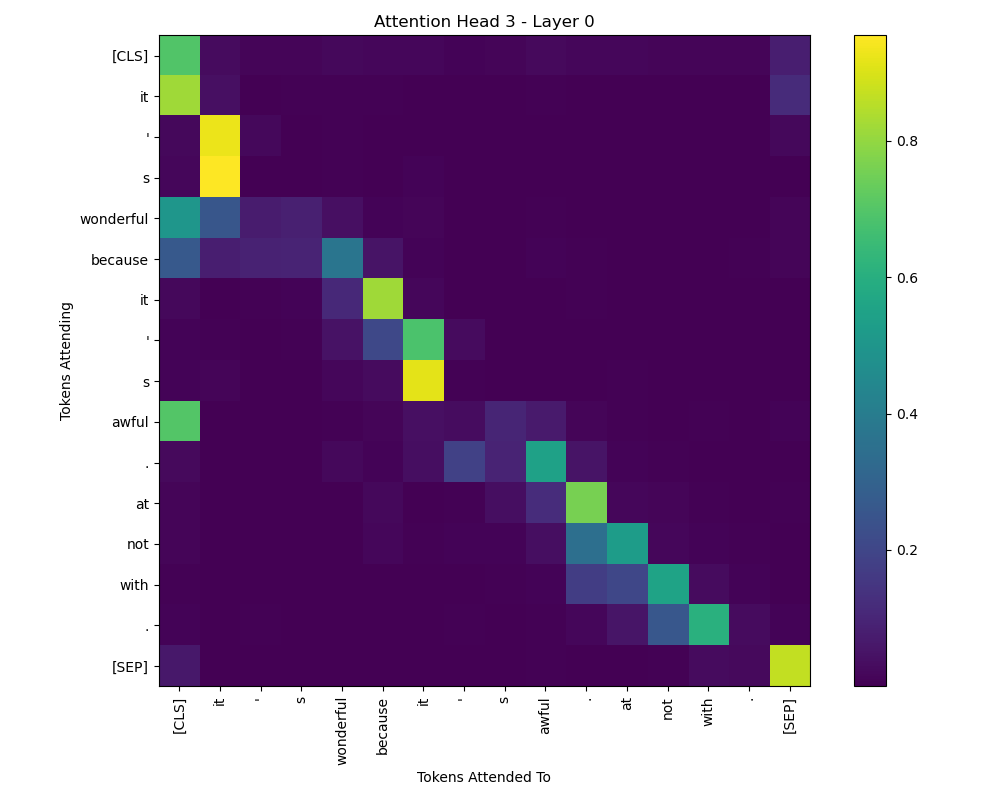 Attention Head 3 - Layer 0
[CLS]
it
'
s
wonderful
because
it
'
s
awful
.
at
not
with
.
[SEP]
Tokens Attending
[CLS]
it
'
s
wonderful
because
it
'
s
awful
.
at
not
with
.
[SEP]
Tokens Attended To
0.8
0.6
0.4
0.2